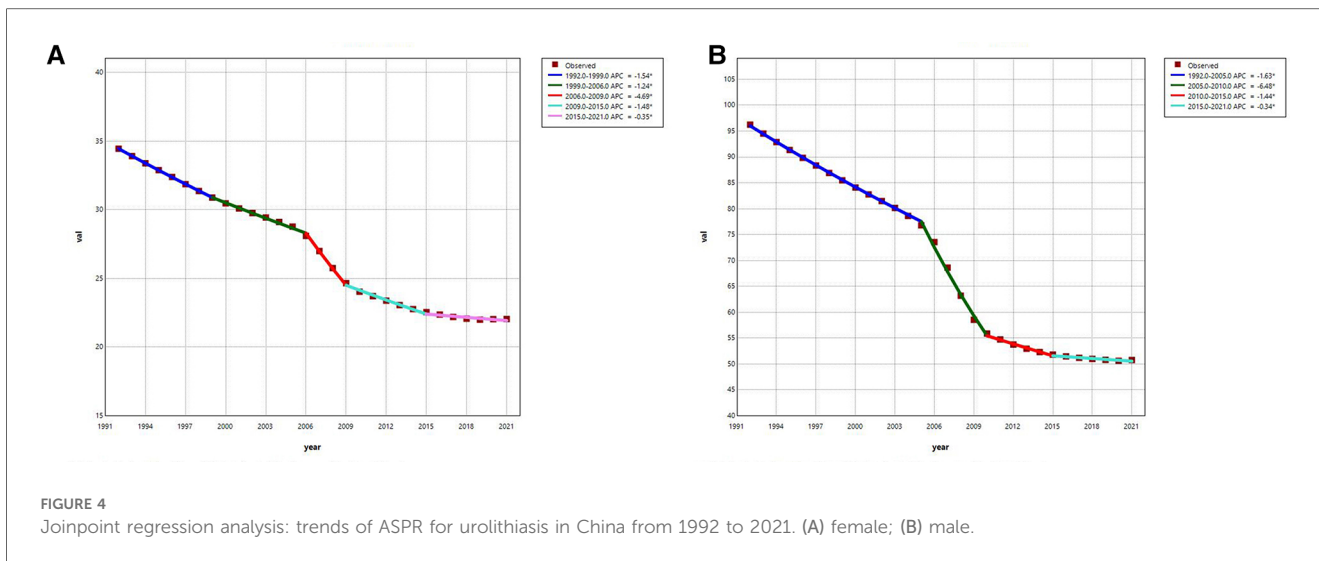 A
Observed
1992.0-1999.0 APC = -1.54*
1999.0-2006.0 APC = -1.24*
2006.0-2009.0 APC = -4.69*
2009.0-2015.0 APC = -1.48*
2015.0-2021.0 APC = -0.35*
40
35
30
25
20
15
val
1991 1994 1997 2000 2003 2006 2009 2012 2015 2018 2021
year
B
Observed
1992.0-2005.0 APC = -1.63*
2005.0-2010.0 APC = -6.48*
2010.0-2015.0 APC = -1.44*
2015.0-2021.0 APC = -0.34*
105
100
95
90
85
80
75
70
65
60
55
50
45
40
val
1991 1994 1997 2000 2003 2006 2009 2012 2015 2018 2021
year
FIGURE 4
Joinpoint regression analysis: trends of ASPR for urolithiasis in China from 1992 to 2021. (A) female; (B) male.